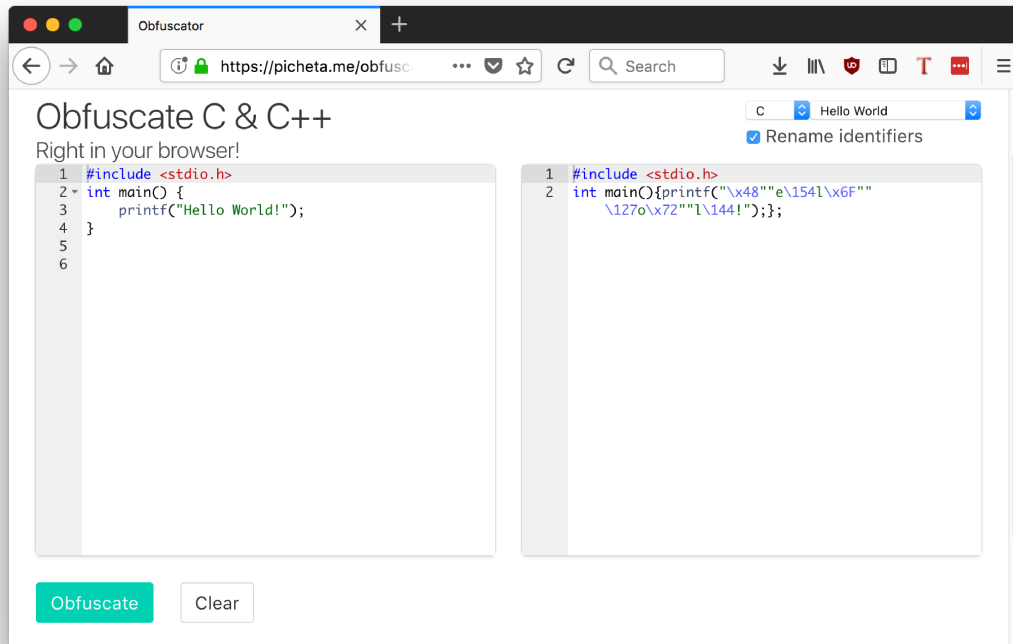 Obfuscator
https://picheta.me/obfusc
Search
Obfuscate C & C++
Right in your browser!
C
Hello World
Rename identifiers
1 #include <stdio.h>
2 int main() {
3 printf("Hello World!");
4 }
5
6
1 #include <stdio.h>
2 int main(){printf("\x48""e\154l\x6F""
\127o\x72""l\144!");};
Obfuscate
Clear